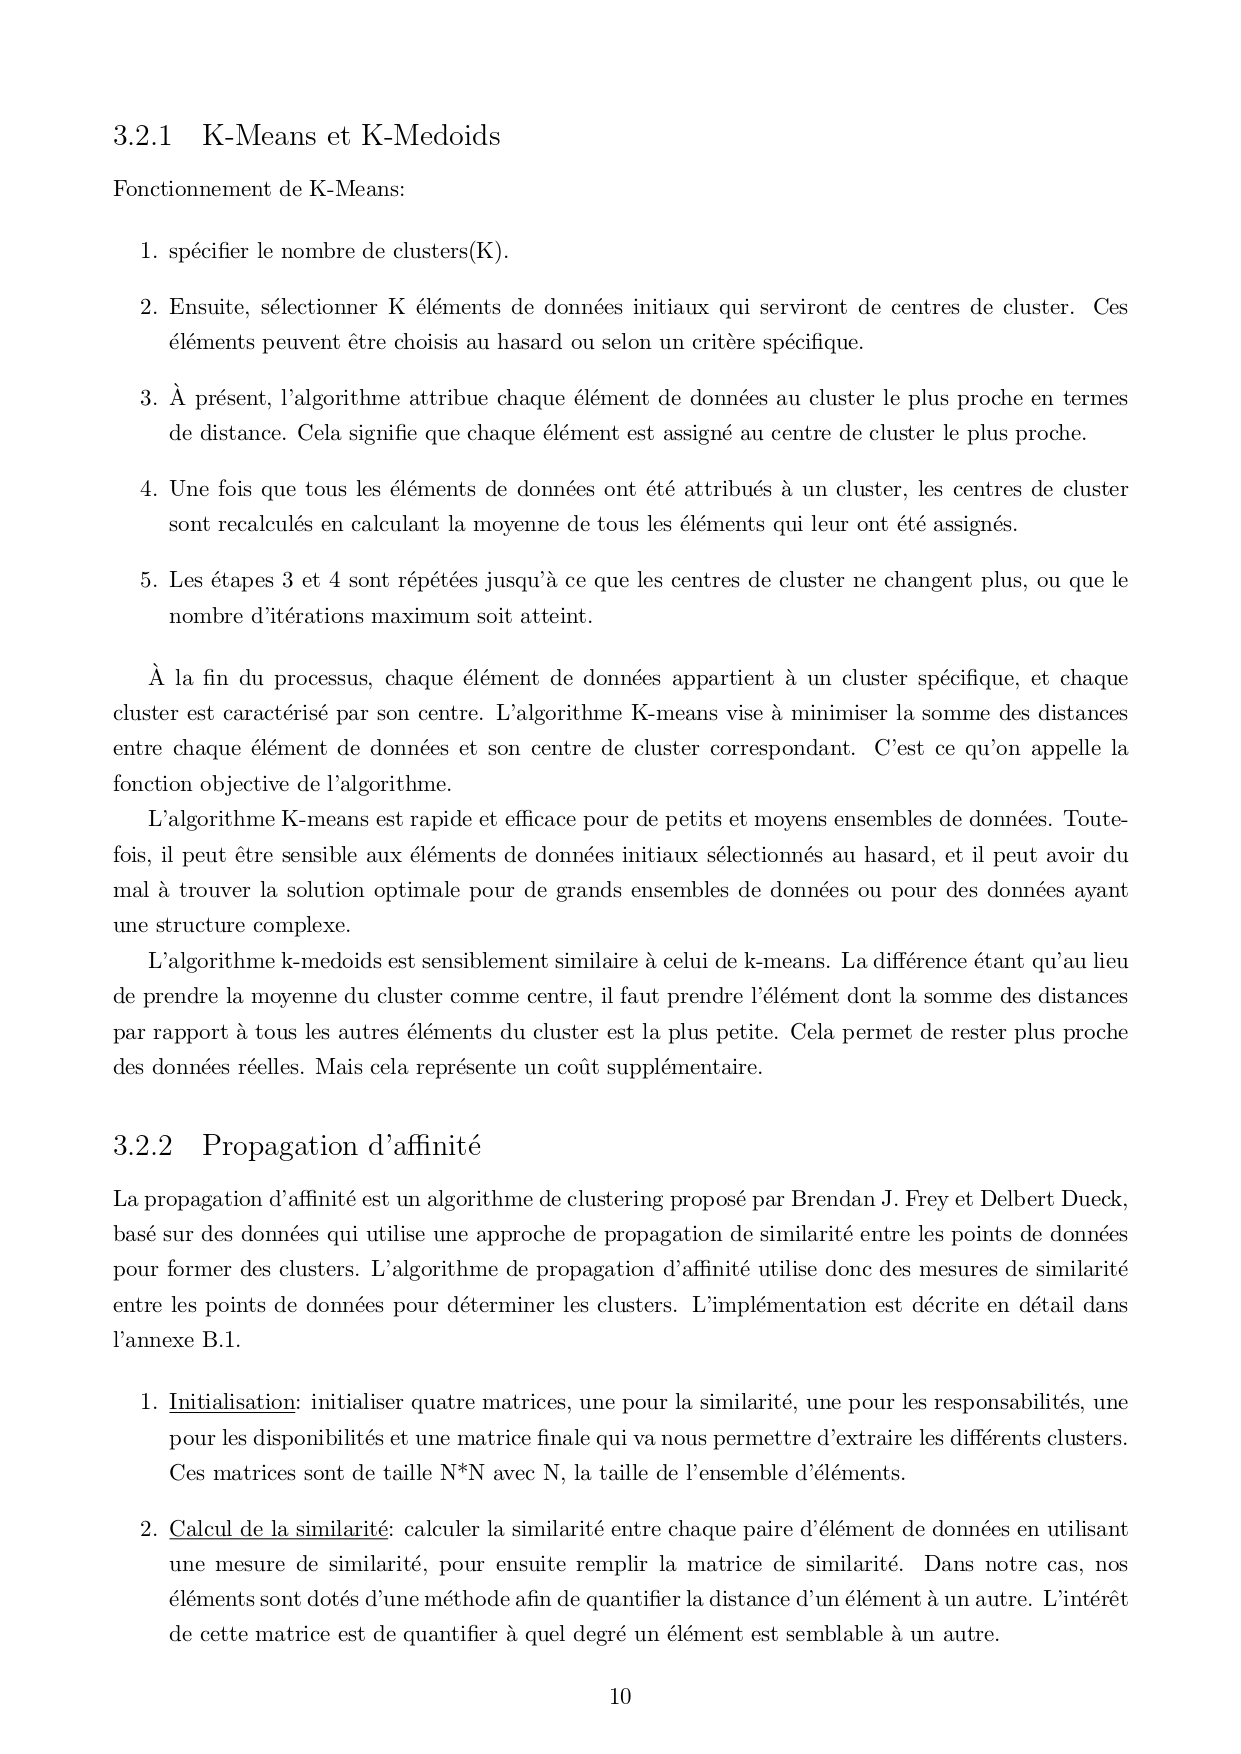 3.2.1 K-Means et K-Medoids
Fonctionnement de K-Means:
1. spécifier le nombre de clusters(K).
2. Ensuite, sélectionner K éléments de données initiaux qui serviront de centres de cluster. Ces
éléments peuvent être choisis au hasard ou selon un critère spécifique.
3. À présent, l'algorithme attribue chaque élément de données au cluster le plus proche en termes
de distance. Cela signifie que chaque élément est assigné au centre de cluster le plus proche.
4. Une fois que tous les éléments de données ont été attribués à un cluster, les centres de cluster
sont recalculés en calculant la moyenne de tous les éléments qui leur ont été assignés.
5. Les étapes 3 et 4 sont répétées jusqu'à ce que les centres de cluster ne changent plus, ou que le
nombre d'itérations maximum soit atteint.
À la fin du processus, chaque élément de données appartient à un cluster spécifique, et chaque
cluster est caractérisé par son centre. L'algorithme K-means vise à minimiser la somme des distances
entre chaque élément de données et son centre de cluster correspondant. C'est ce qu'on appelle la
fonction objective de l'algorithme.
L'algorithme K-means est rapide et efficace pour de petits et moyens ensembles de données. Toute-
fois, il peut être sensible aux éléments de données initiaux sélectionnés au hasard, et il peut avoir du
mal à trouver la solution optimale pour de grands ensembles de données ou pour des données ayant
une structure complexe.
L'algorithme k-medoids est sensiblement similaire à celui de k-means. La différence étant qu'au lieu
de prendre la moyenne du cluster comme centre, il faut prendre l'élément dont la somme des distances
par rapport à tous les autres éléments du cluster est la plus petite. Cela permet de rester plus proche
des données réelles. Mais cela représente un coût supplémentaire.
3.2.2 Propagation d'affinité
La propagation d'affinité est un algorithme de clustering proposé par Brendan J. Frey et Delbert Dueck,
basé sur des données qui utilise une approche de propagation de similarité entre les points de données
pour former des clusters. L'algorithme de propagation d'affinité utilise donc des mesures de similarité
entre les points de données pour déterminer les clusters. L'implémentation est décrite en détail dans
l'annexe B.1.
1. Initialisation: initialiser quatre matrices, une pour la similarité, une pour les responsabilités, une
pour les disponibilités et une matrice finale qui va nous permettre d'extraire les différents clusters.
Ces matrices sont de taille N*N avec N, la taille de l'ensemble d'éléments.
2. Calcul de la similarité: calculer la similarité entre chaque paire d'élément de données en utilisant
une mesure de similarité, pour ensuite remplir la matrice de similarité. Dans notre cas, nos
éléments sont dotés d'une méthode afin de quantifier la distance d'un élément à un autre. L'intérêt
de cette matrice est de quantifier à quel degré un élément est semblable à un autre.
10